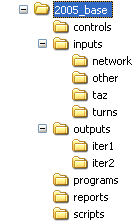 2005_base
controls
inputs
network
other
taz
turns
outputs
iter1
iter2
programs
reports
scripts